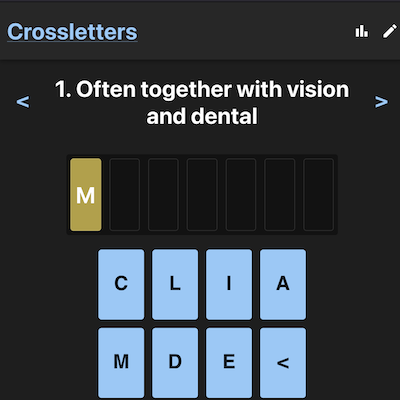 Crossletters
< 1. Often together with vision >
and dental
M
C L I A
M D E <